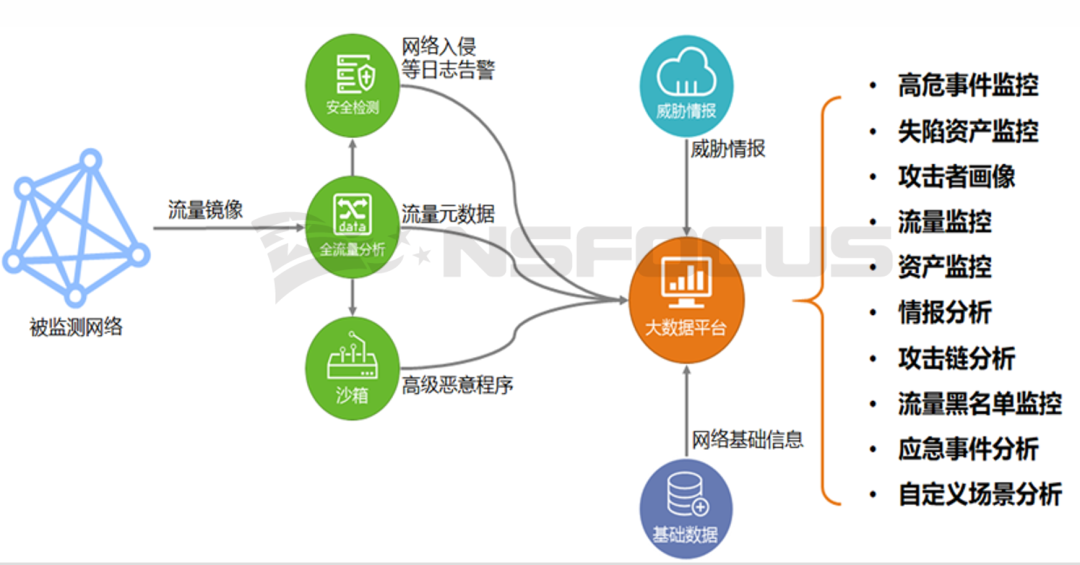 网络入侵
等日志告警
安全检测
威胁情报
威胁情报
流量镜像
data
全流量分析
流量元数据
NSFOCUS
被监测网络
大数据平台
沙箱
高级恶意程序
网络基础信息
基础数据
• 高危事件监控
• 失陷资产监控
• 攻击者画像
• 流量监控
• 资产监控
• 情报分析
• 攻击链分析
• 流量黑名单监控
• 应急事件分析
• 自定义场景分析